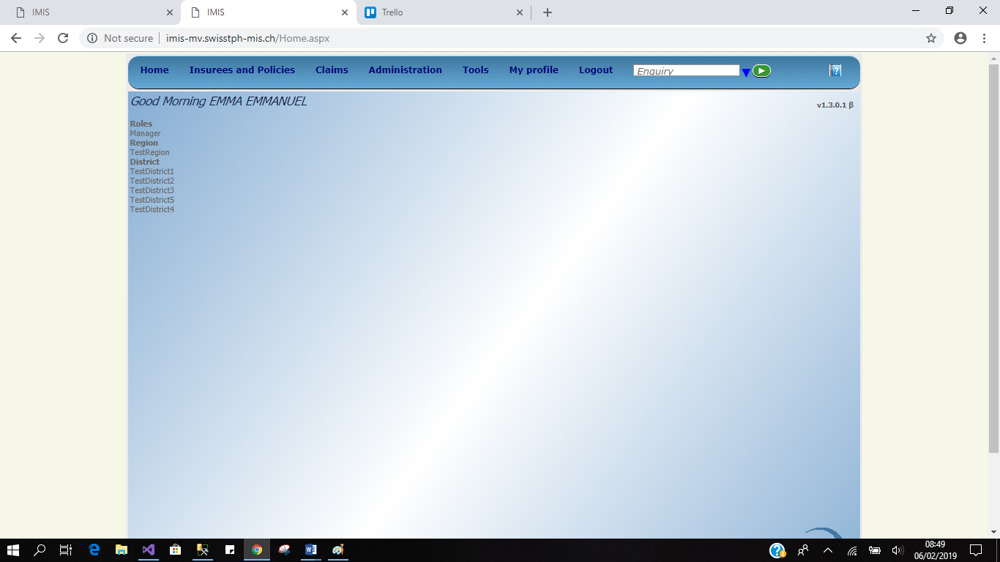 IMIS
IMIS
Trello
Not secure
imis-mv.swisstph-mis.ch/Home.aspx
Home
Insurees and Policies
Claims
Administration
Tools
My profile
Logout
Enquiry
Good Morning EMMA EMMANUEL
v1.3.0.1 β
Roles
Manager
Region
TestRegion
District
TestDistrict1
TestDistrict2
TestDistrict3
TestDistrict5
TestDistrict4
08:49
06/02/2019